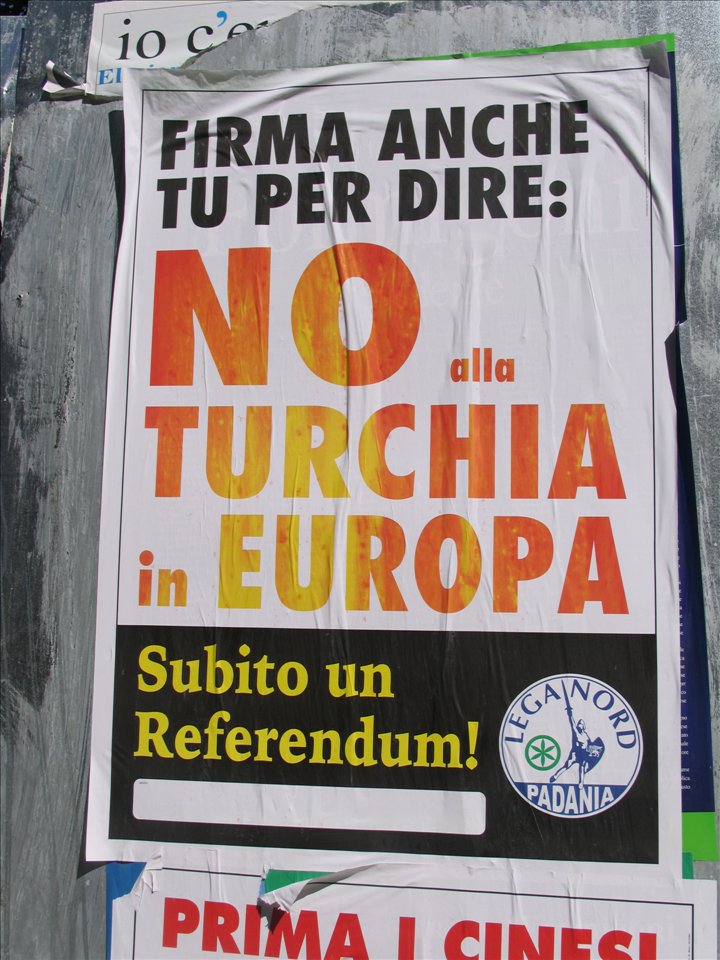 io c'e
FIRMA ANCHE
TU PER DIRE:
NO alla
TURCHIA
in EUROPA
Subito un
Referendum!
LEGA NORD
PADANIA
PRIMA I CINESI